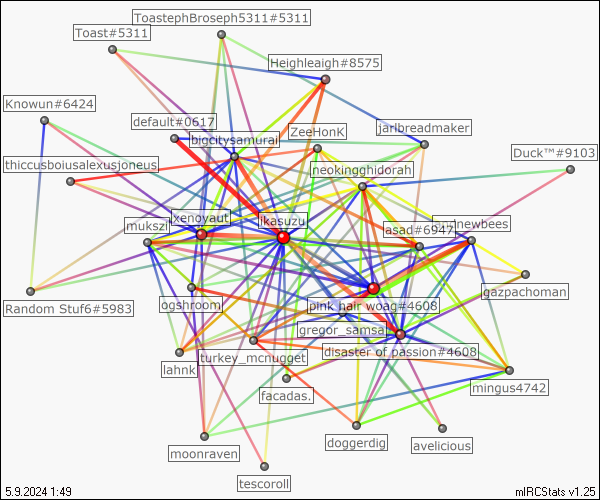 ToastephBroseph5311#5311
Toast#5311
Heighleigh#8575
Knowun#6424
default#0617
ZeeHonK
jarlbreadmaker
bigcitysamurai
Duck™#9103
thiccusboiusalexusjoneus
neokingghidorah
xenoyaut
ikasuzu
mukszi
lasad#6947
newbees
gazpachoman
ogshroom
pink hair woag#4608
Random Stuf6#5983
gregor_samsa
disaster of passion#4608
turkey_mcnugget
lahnk
mingus4742
facadas.
doggerdig
avelicious
moonraven
tescoroll
5.9.2024 1:49
mIRCStats v1.25